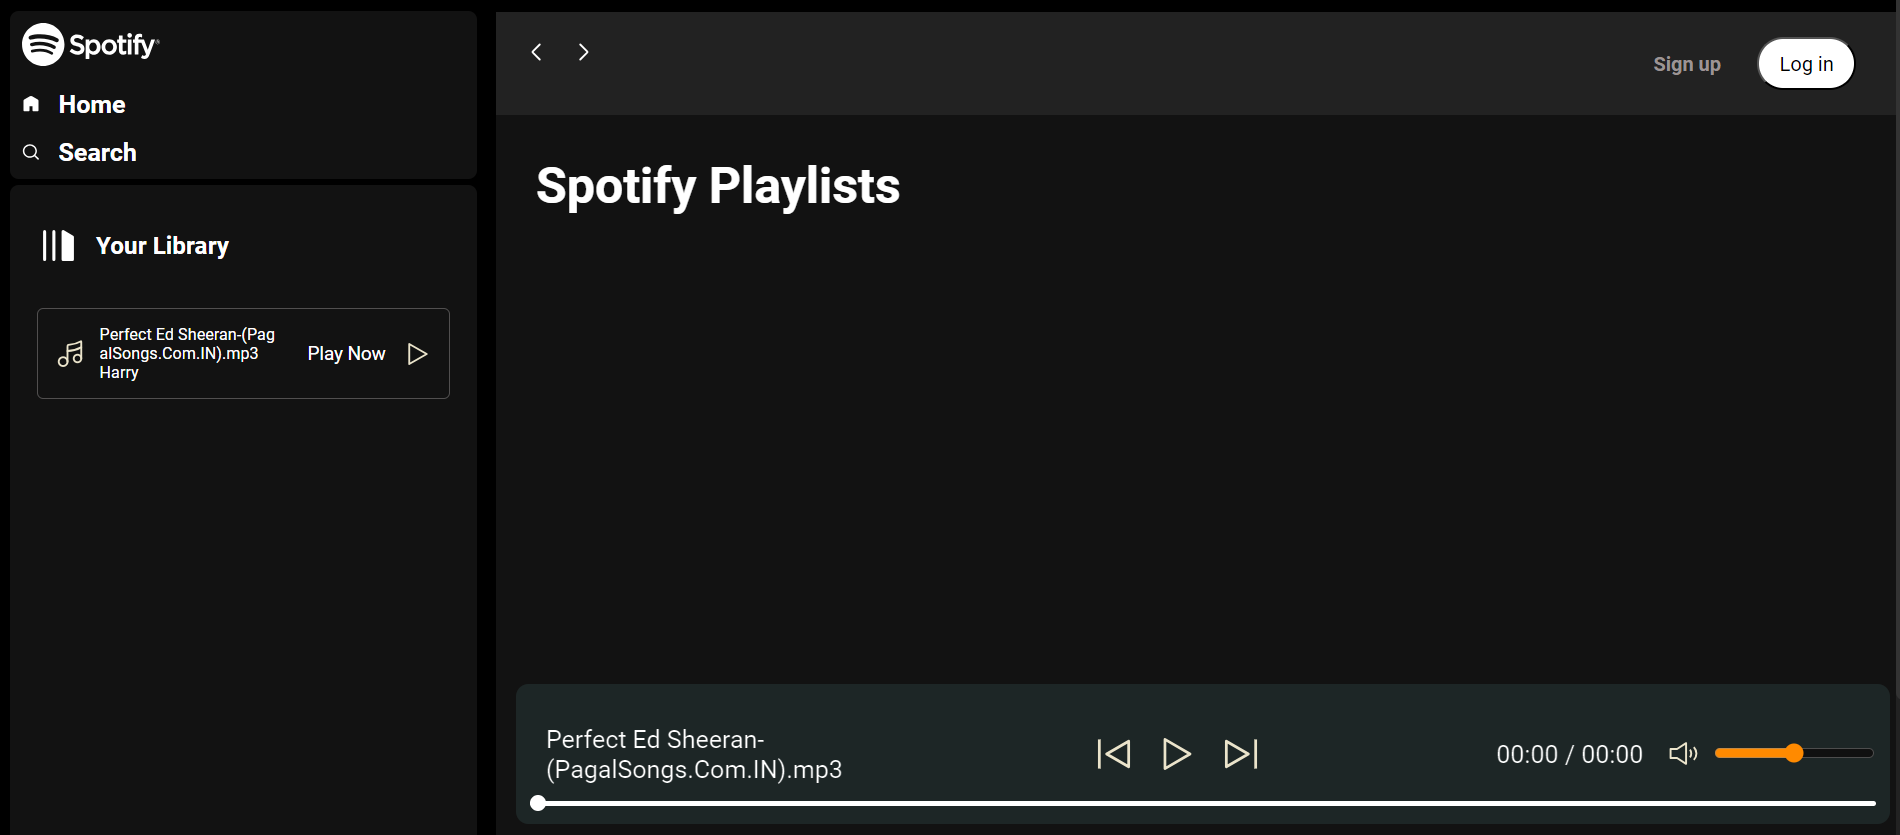 Spotify
Home
Search
Your Library
Perfect Ed Sheeran-(Pag
alSongs.Com.IN).mp3
Harry
Play Now
Sign up
Log in
Spotify Playlists
Perfect Ed Sheeran-
(PagalSongs.Com.IN).mp3
00:00 / 00:00